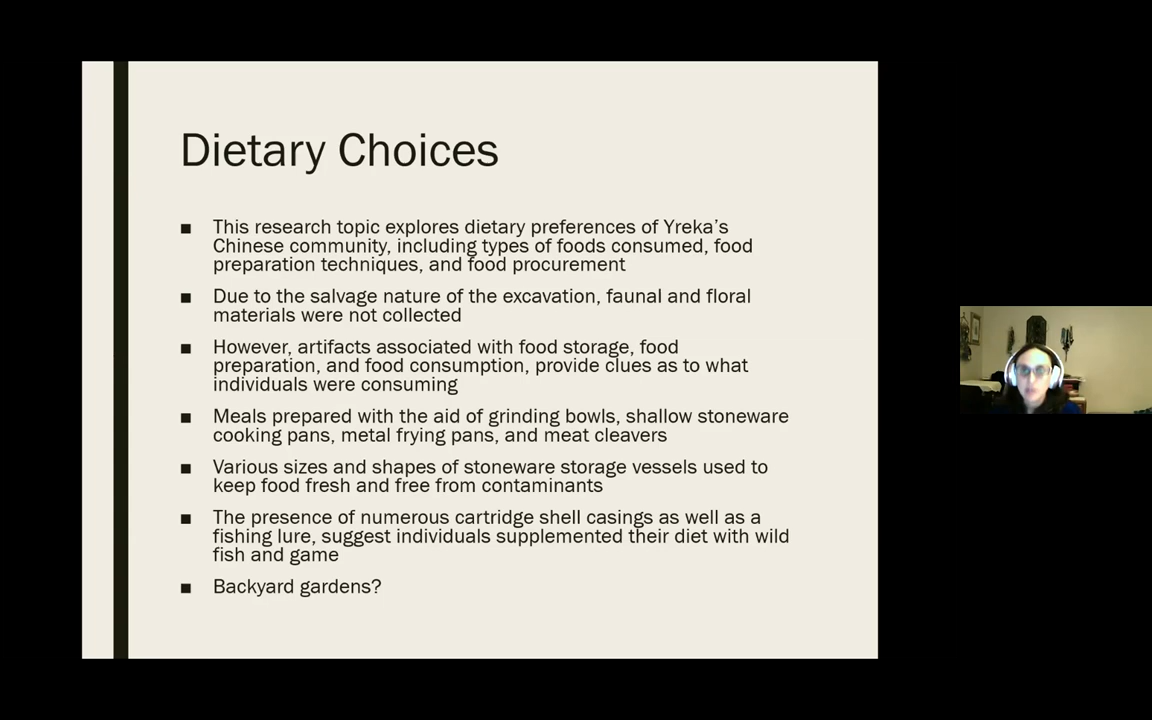 Dietary Choices
■ This research topic explores dietary preferences of Yreka's
Chinese community, including types of foods consumed, food
preparation techniques, and food procurement
■ Due to the salvage nature of the excavation, faunal and floral
materials were not collected
■ However, artifacts associated with food storage, food
preparation, and food consumption, provide clues as to what
individuals were consuming
■ Meals prepared with the aid of grinding bowls, shallow stoneware
cooking pans, metal frying pans, and meat cleavers
■ Various sizes and shapes of stoneware storage vessels used to
keep food fresh and free from contaminants
■ The presence of numerous cartridge shell casings as well as a
fishing lure, suggest individuals supplemented their diet with wild
fish and game
■ Backyard gardens?